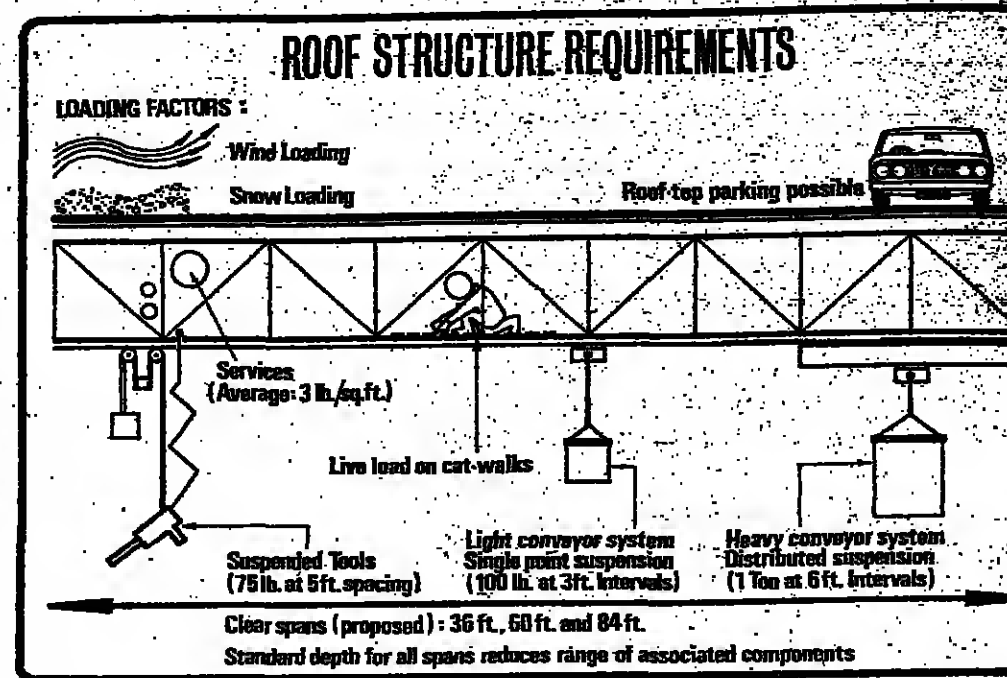 ROOF STRUCTURE REQUIREMENTS
LOADING FACTORS :
Wind Loading
Snow Loading
Roof-top parking possible
Services
(Average: 3 lb./sq.ft.)
Live load on cat-walks
Suspended Tools
(75 lb. at 5 ft. spacing)
Light conveyor system
Single point suspension
(100 lb. at 3 ft. Intervals)
Heavy conveyor system
Distributed suspension
(1 Ton at 6 ft. Intervals)
Clear spans (proposed) : 36 ft., 60 ft. and 84 ft.
Standard depth for all spans reduces range of associated components